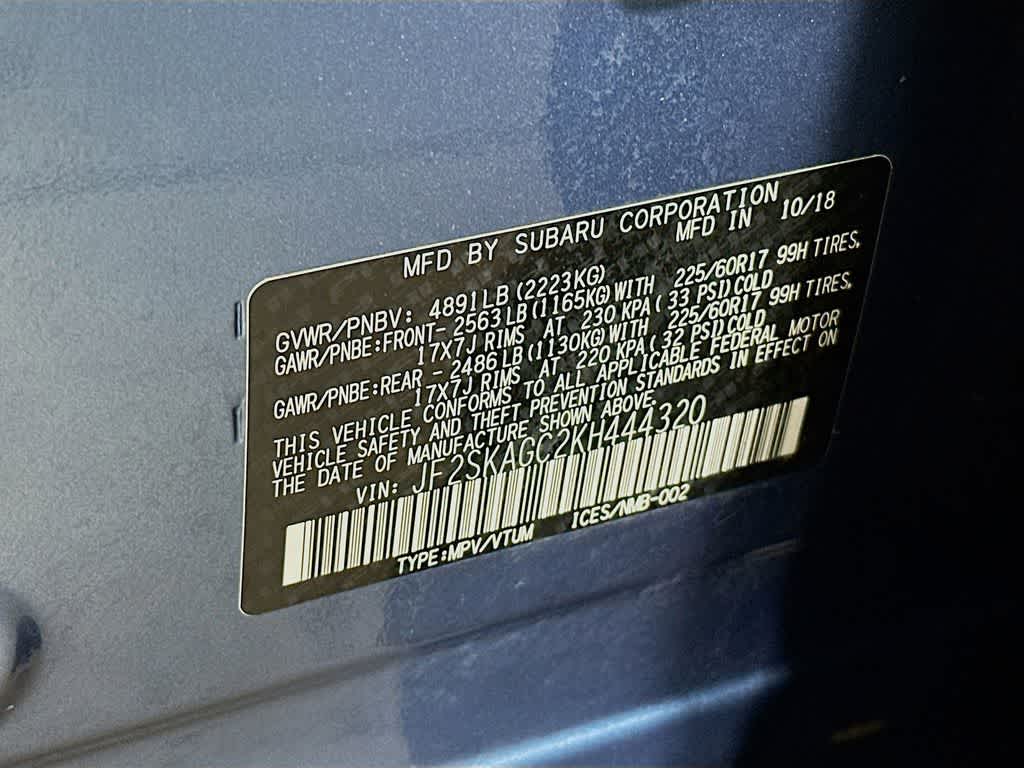 MFD BY SUBARU CORPORATION
MFD IN 10/18
GVWR/PNBV: 4891LB(2223KG)
GAWR/PNBE:FRONT- 2563LB(1165KG)WITH 225/60R17 99H TIRES,
17X7J RIMS AT 230 KPA(33 PSI)COLD
GAWR/PNBE:REAR - 2486LB(1130KG)WITH 225/60R17 99H TIRES,
17X7J RIMS AT 220 KPA(32 PSI)COLD
THIS VEHICLE CONFORMS TO ALL APPLICABLE FEDERAL MOTOR
VEHICLE SAFETY AND THEFT PREVENTION STANDARDS IN EFFECT ON
THE DATE OF MANUFACTURE SHOWN ABOVE.
VIN: JF2SKAGC2KH444320
TYPE:MPV/VTUM ICES/NMB-002